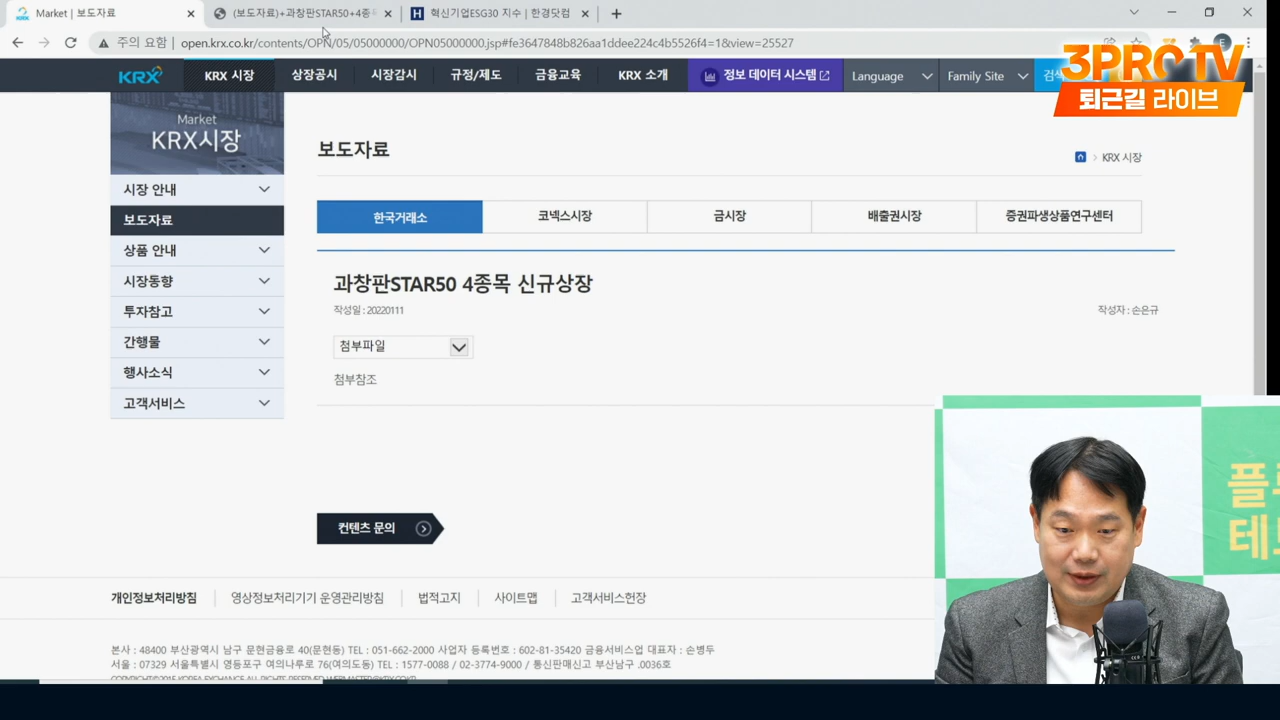 Market | 보도자료
(보도자료)+과창판STAR50+4종
혁신기업ESG30 지수 | 한경닷컴
주의 요함 | open.krx.co.kr/contents/OPN/05/05000000/OPN05000000.jsp#fe3647848b826aa1ddee224c4b5526f4=1&view=25527
3PROTV
퇴근길 라이브
KRX
KRX 시장
상장공시
시장감시
규정/제도
금융교육
KRX 소개
정보 데이터 시스템
Language
Family Site
검색
Market
KRX시장
시장 안내
보도자료
상품 안내
시장동향
투자참고
간행물
행사소식
고객서비스
보도자료
KRX 시장
한국거래소
코넥스시장
금시장
배출권시장
증권파생상품연구센터
과창판STAR50 4종목 신규상장
작성일 : 20220111
작성자 : 손은규
첨부파일
첨부참조
컨텐츠 문의
개인정보처리방침
영상정보처리기기 운영관리방침
법적고지
사이트맵
고객서비스헌장
본사 : 48400 부산광역시 남구 문현금융로 40(문현동) TEL : 051-662-2000 사업자 등록번호 : 602-81-35420 금융서비스업 대표자 : 손병두
서울 : 07329 서울특별시 영등포구 여의나루로 76(여의도동) TEL : 1577-0088 / 02-3774-9000 / 통신판매신고 부산남구 .0036호
COPYRIGHT©2015 KOREA EXCHANGE ALL RIGHTS RESERVED.
플
테